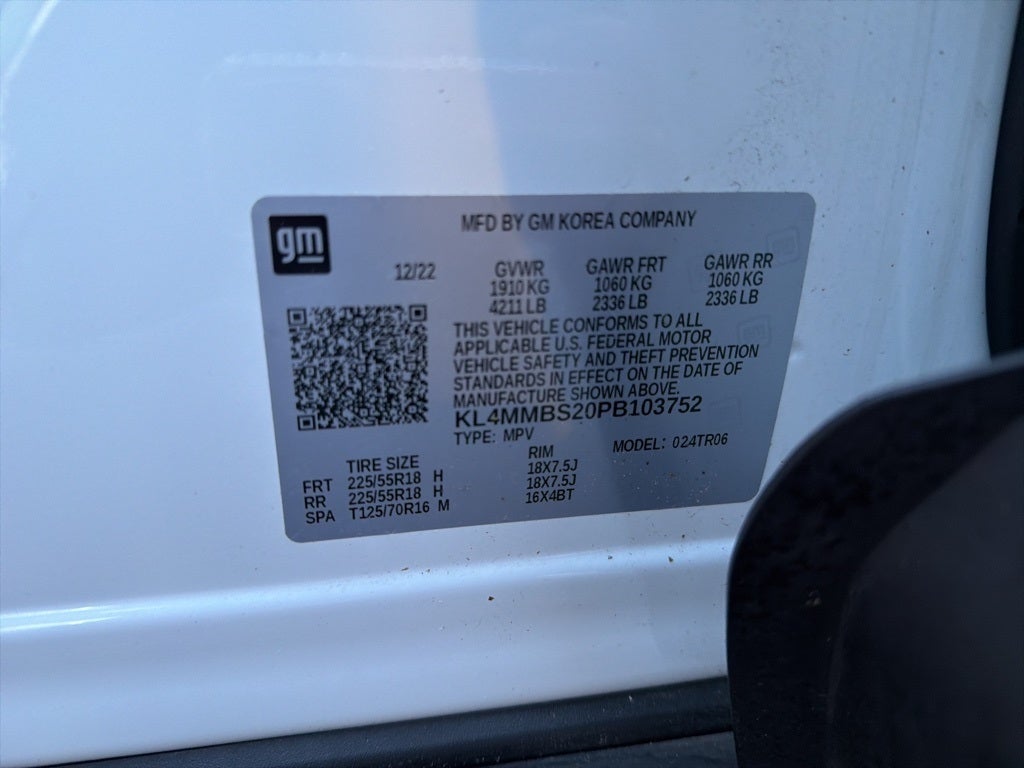 gm
MFD BY GM KOREA COMPANY
12/22 GVWR GAWR FRT GAWR RR
1910 KG 1060 KG 1060 KG
4211 LB 2336 LB 2336 LB
THIS VEHICLE CONFORMS TO ALL
APPLICABLE U.S. FEDERAL MOTOR
VEHICLE SAFETY AND THEFT PREVENTION
STANDARDS IN EFFECT ON THE DATE OF
MANUFACTURE SHOWN ABOVE.
KL4MMBS20PB103752
TYPE: MPV MODEL: 024TR06
TIRE SIZE RIM
FRT 225/55R18 H 18X7.5J
RR 225/55R18 H 18X7.5J
SPA T125/70R16 M 16X4BT